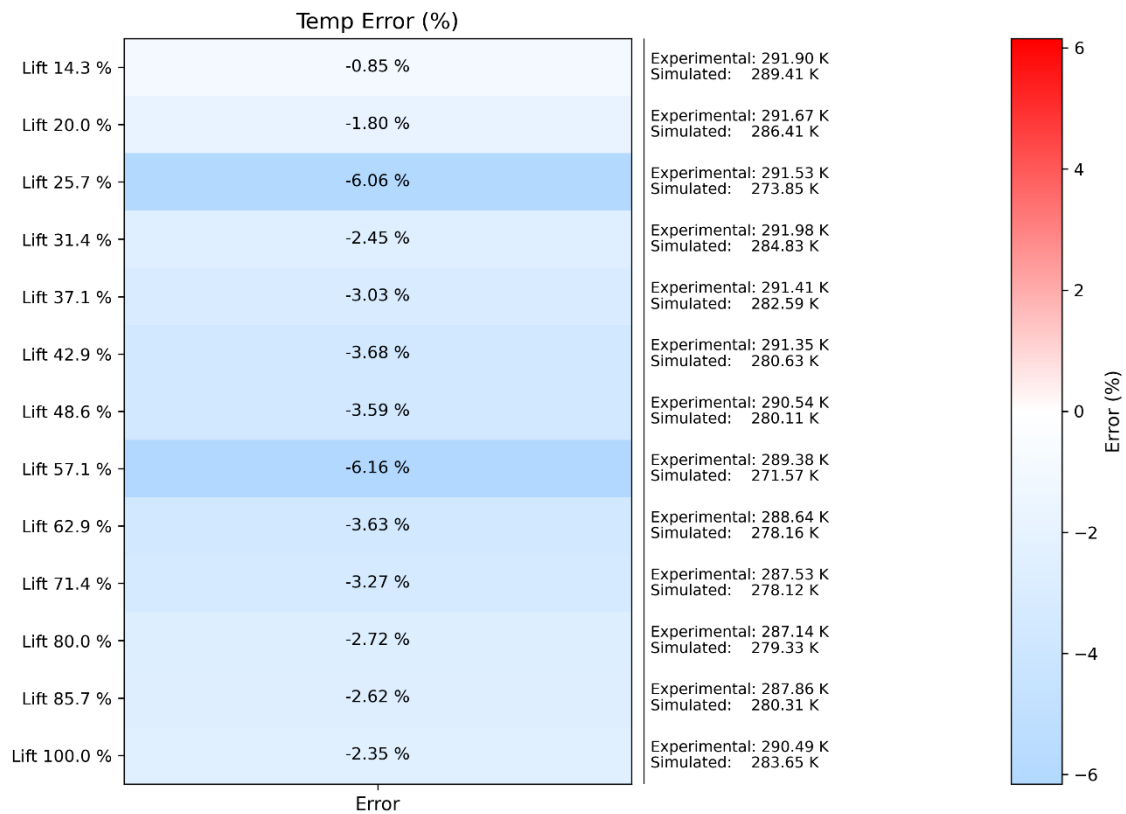 Temp Error (%)
Lift 14.3 %
-0.85 %
Experimental: 291.90 K
Simulated: 289.41 K
Lift 20.0 %
-1.80 %
Experimental: 291.67 K
Simulated: 286.41 K
Lift 25.7 %
-6.06 %
Experimental: 291.53 K
Simulated: 273.85 K
Lift 31.4 %
-2.45 %
Experimental: 291.98 K
Simulated: 284.83 K
Lift 37.1 %
-3.03 %
Experimental: 291.41 K
Simulated: 282.59 K
Lift 42.9 %
-3.68 %
Experimental: 291.35 K
Simulated: 280.63 K
Lift 48.6 %
-3.59 %
Experimental: 290.54 K
Simulated: 280.11 K
Lift 57.1 %
-6.16 %
Experimental: 289.38 K
Simulated: 271.57 K
Lift 62.9 %
-3.63 %
Experimental: 288.64 K
Simulated: 278.16 K
Lift 71.4 %
-3.27 %
Experimental: 287.53 K
Simulated: 278.12 K
Lift 80.0 %
-2.72 %
Experimental: 287.14 K
Simulated: 279.33 K
Lift 85.7 %
-2.62 %
Experimental: 287.86 K
Simulated: 280.31 K
Lift 100.0 %
-2.35 %
Experimental: 290.49 K
Simulated: 283.65 K
Error
6
4
2
0
−2
−4
−6
Error (%)